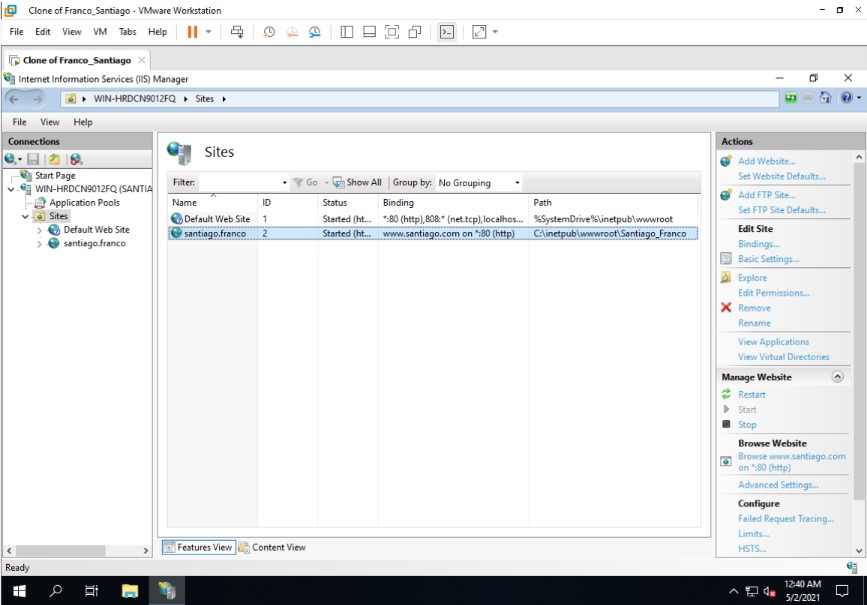 Clone of Franco_Santiago - VMware Workstation
File Edit View VM Tabs Help
Clone of Franco_Santiago
Internet Information Services (IIS) Manager
WIN-HRDCN9012FQ Sites
File View Help
Connections
Start Page
WIN-HRDCN9012FQ (SANTIA
Application Pools
Sites
Default Web Site
santiago.franco
Sites
Filter: Go Show All Group by: No Grouping
Name ID Status Binding Path
Default Web Site 1 Started (ht... *:80 (http),808:* (net.tcp),localhos... %SystemDrive%\inetpub\wwwroot
santiago.franco 2 Started (ht... www.santiago.com on *:80 (http) C:\inetpub\wwwroot\Santiago_Franco
Features View Content View
Actions
Add Website...
Set Website Defaults...
Add FTP Site...
Set FTP Site Defaults...
Edit Site
Bindings...
Basic Settings...
Explore
Edit Permissions...
Remove
Rename
View Applications
View Virtual Directories
Manage Website
Restart
Start
Stop
Browse Website
Browse www.santiago.com
on *:80 (http)
Advanced Settings...
Configure
Failed Request Tracing...
Limits...
HSTS...
Ready
12:40 AM
5/2/2021